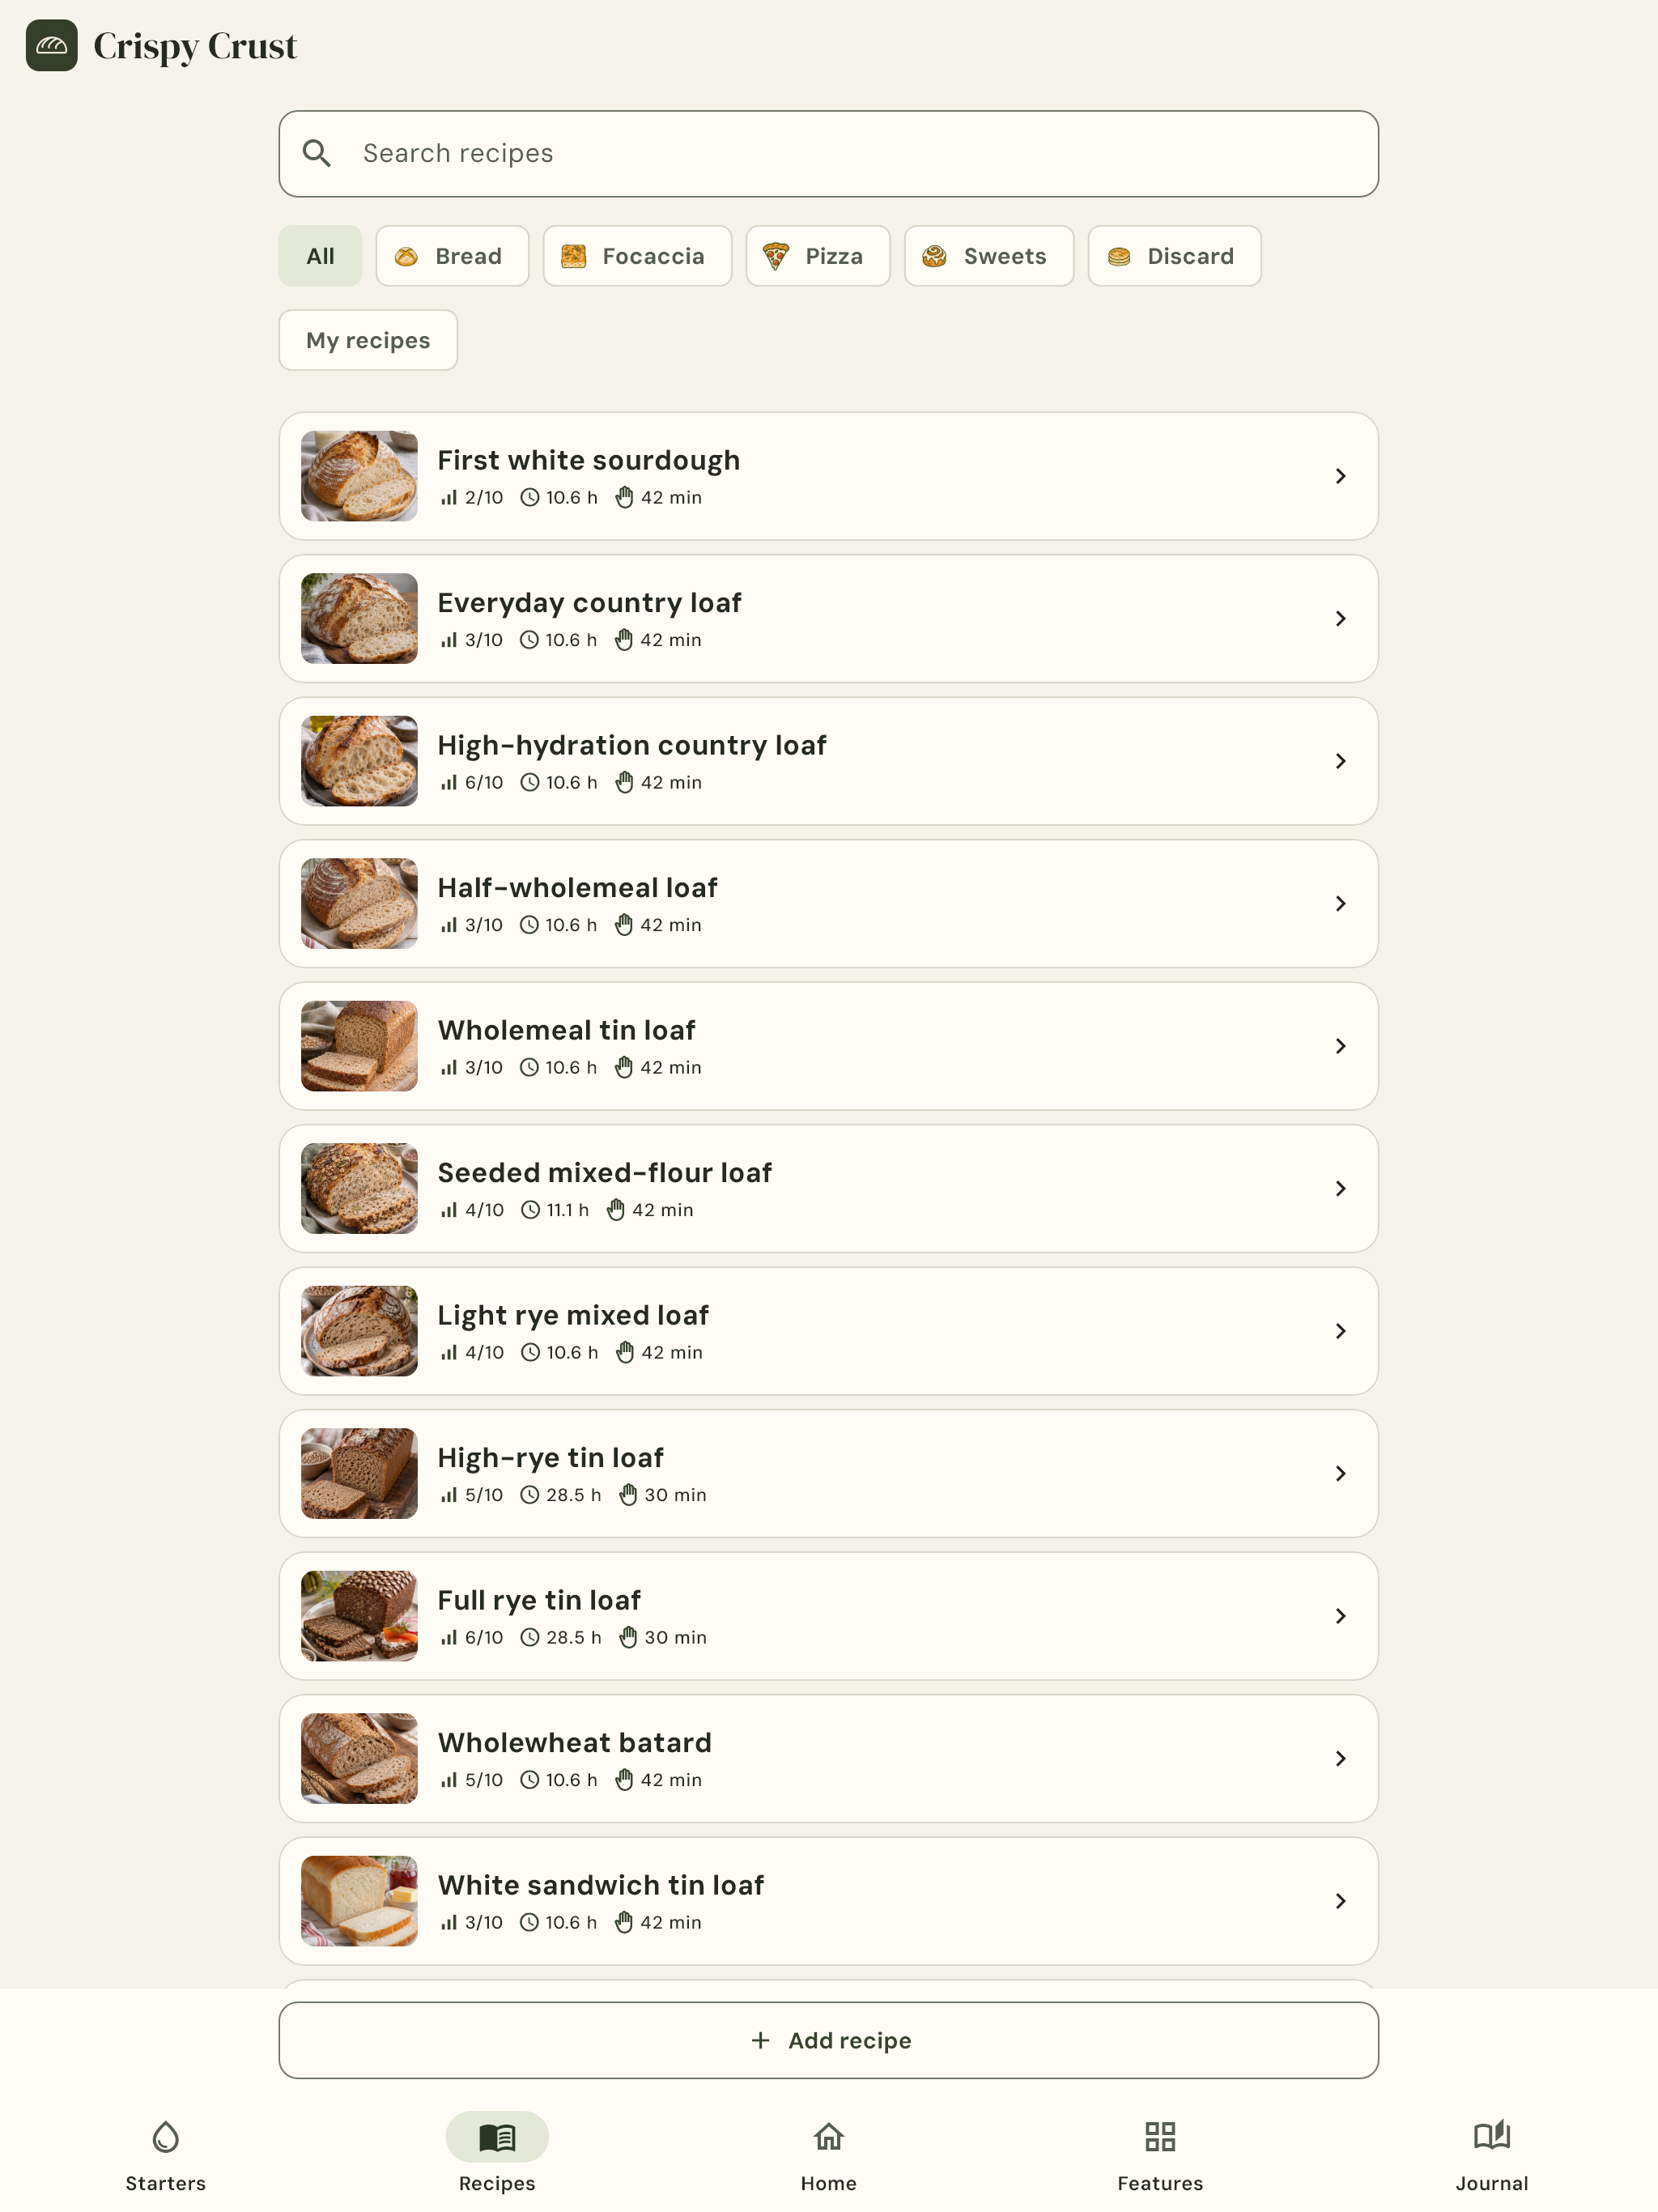 Crispy Crust
Search recipes
All Bread Focaccia Pizza Sweets Discard
My recipes
First white sourdough
2/10 10.6 h 42 min
Everyday country loaf
3/10 10.6 h 42 min
High-hydration country loaf
6/10 10.6 h 42 min
Half-wholemeal loaf
3/10 10.6 h 42 min
Wholemeal tin loaf
3/10 10.6 h 42 min
Seeded mixed-flour loaf
4/10 11.1 h 42 min
Light rye mixed loaf
4/10 10.6 h 42 min
High-rye tin loaf
5/10 28.5 h 30 min
Full rye tin loaf
6/10 28.5 h 30 min
Wholewheat batard
5/10 10.6 h 42 min
White sandwich tin loaf
3/10 10.6 h 42 min
+ Add recipe
Starters Recipes Home Features Journal